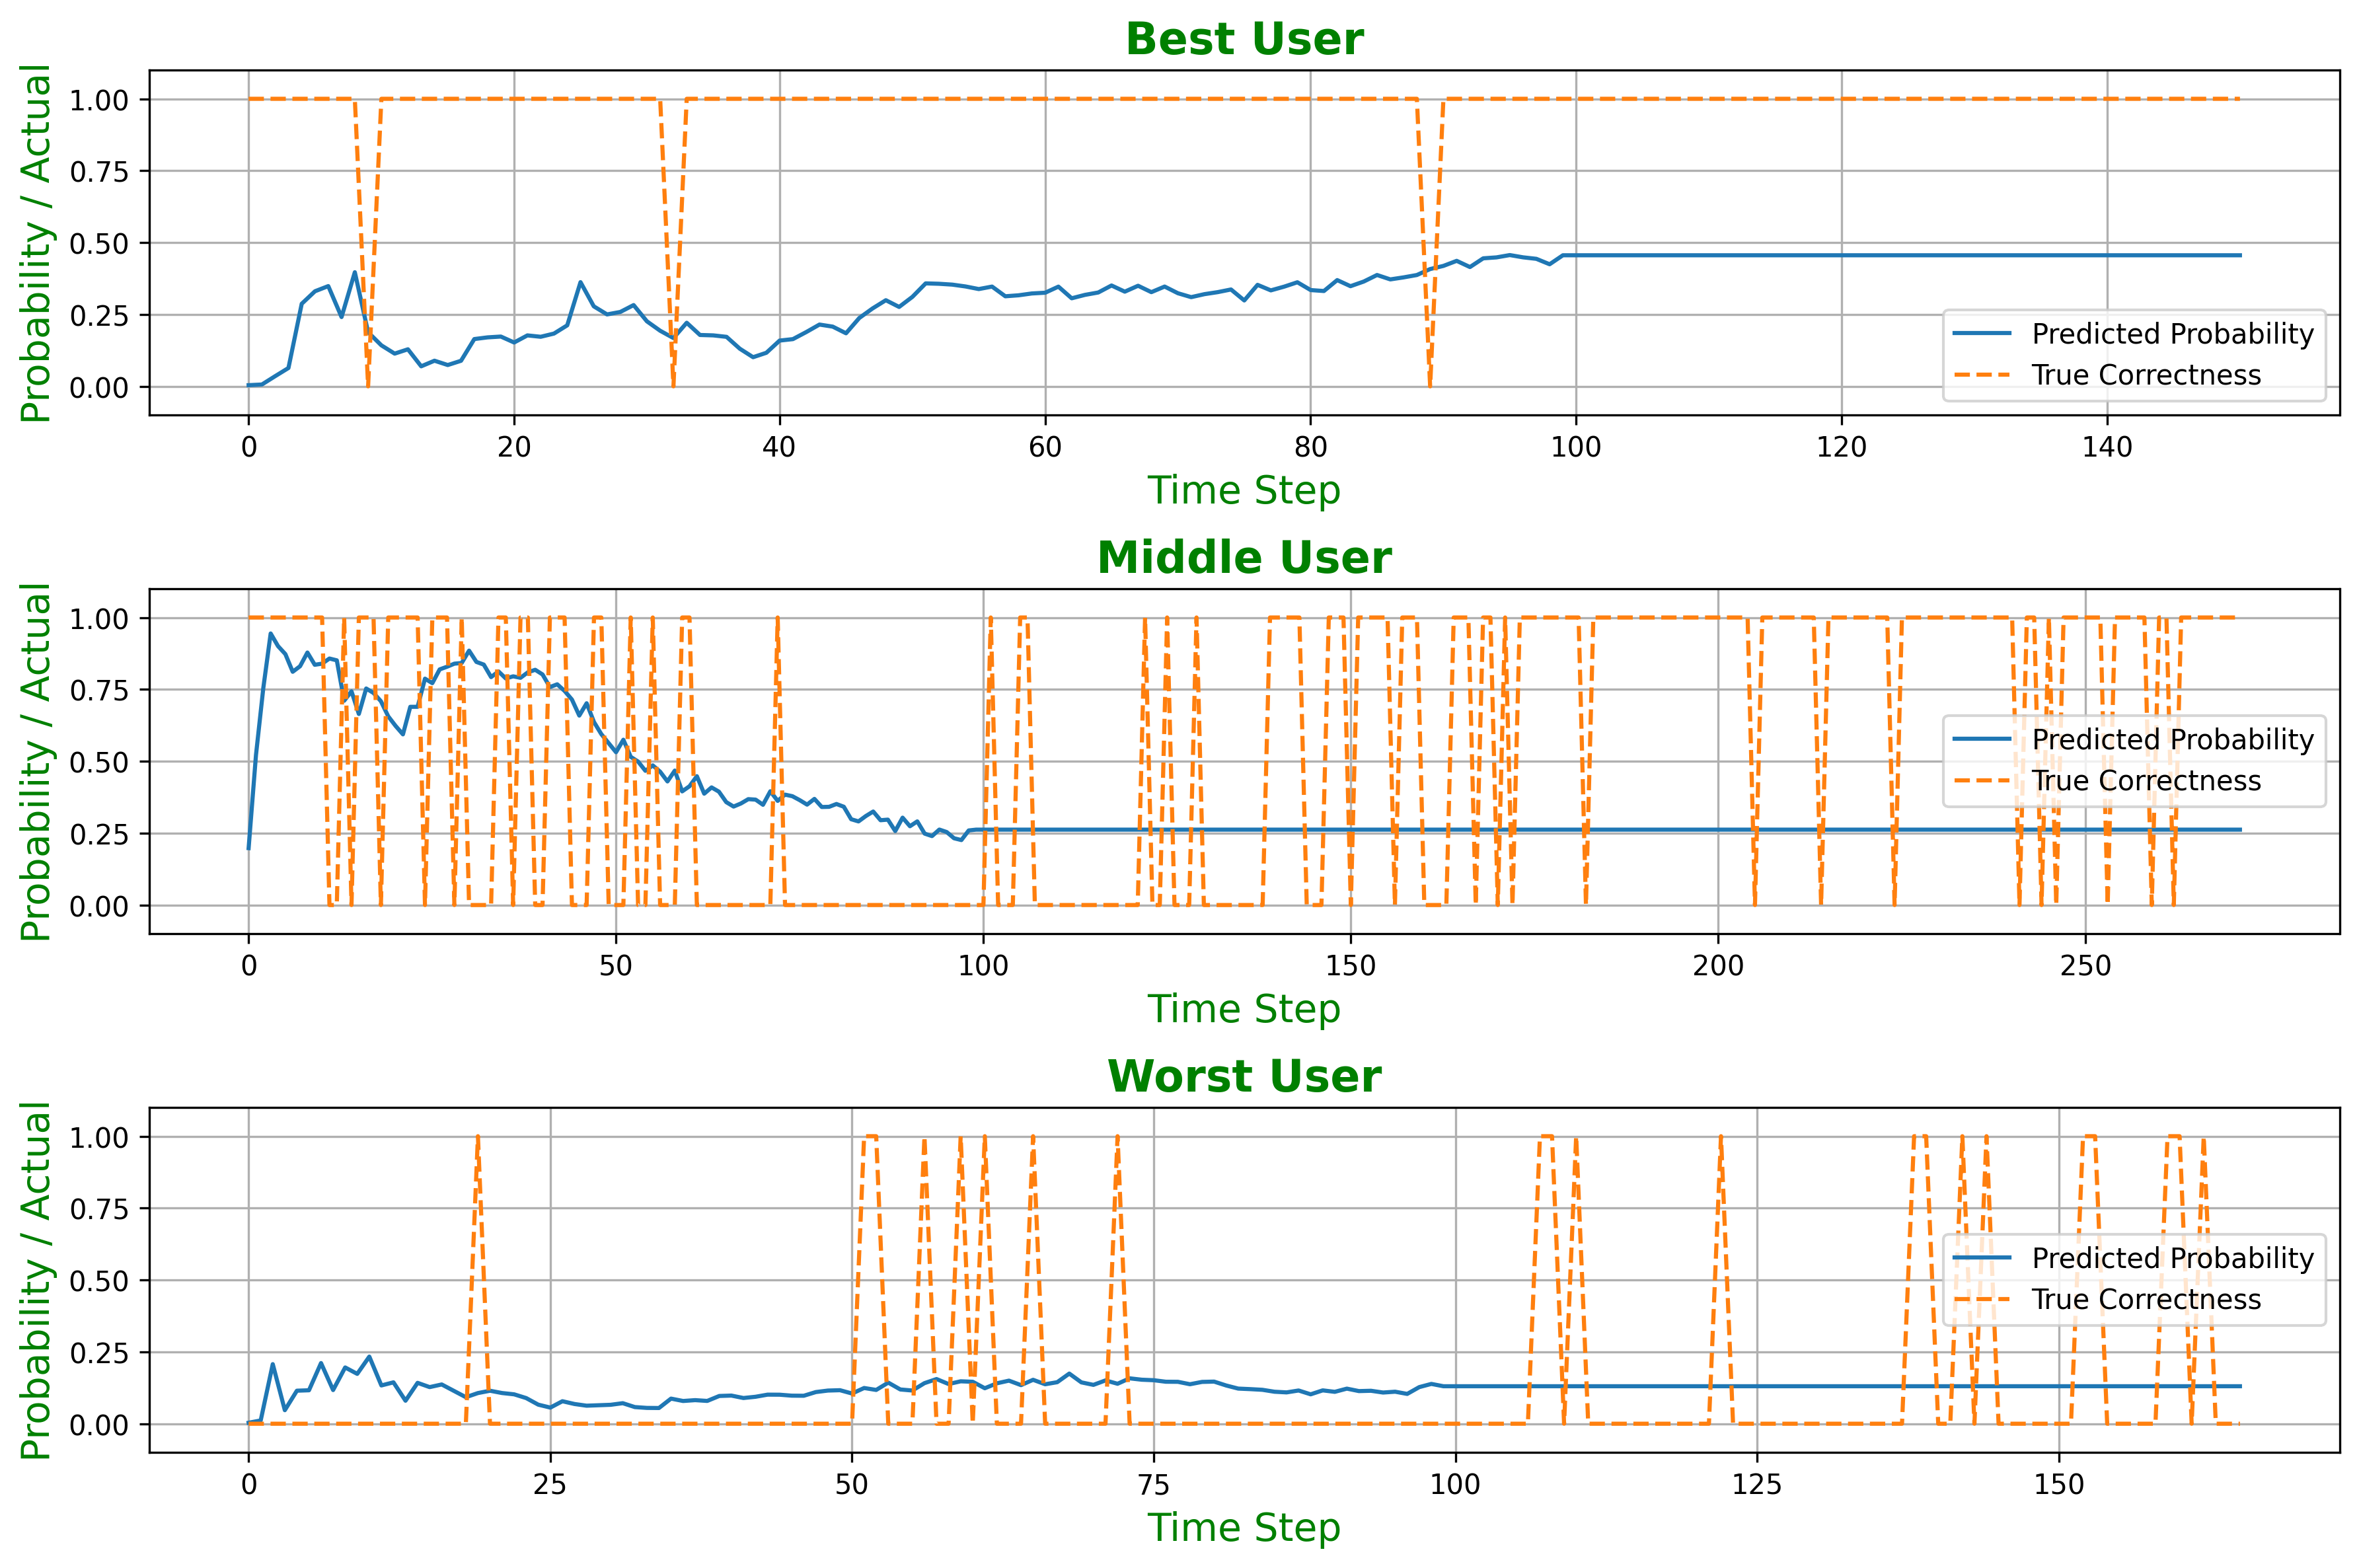 Best User
Probability / Actual
1.00
0.75
0.50
0.25
0.00
Predicted Probability
True Correctness
0 20 40 60 80 100 120 140
Time Step
Middle User
Probability / Actual
1.00
0.75
0.50
0.25
0.00
Predicted Probability
True Correctness
0 50 100 150 200 250
Time Step
Worst User
Probability / Actual
1.00
0.75
0.50
0.25
0.00
Predicted Probability
True Correctness
0 25 50 75 100 125 150
Time Step